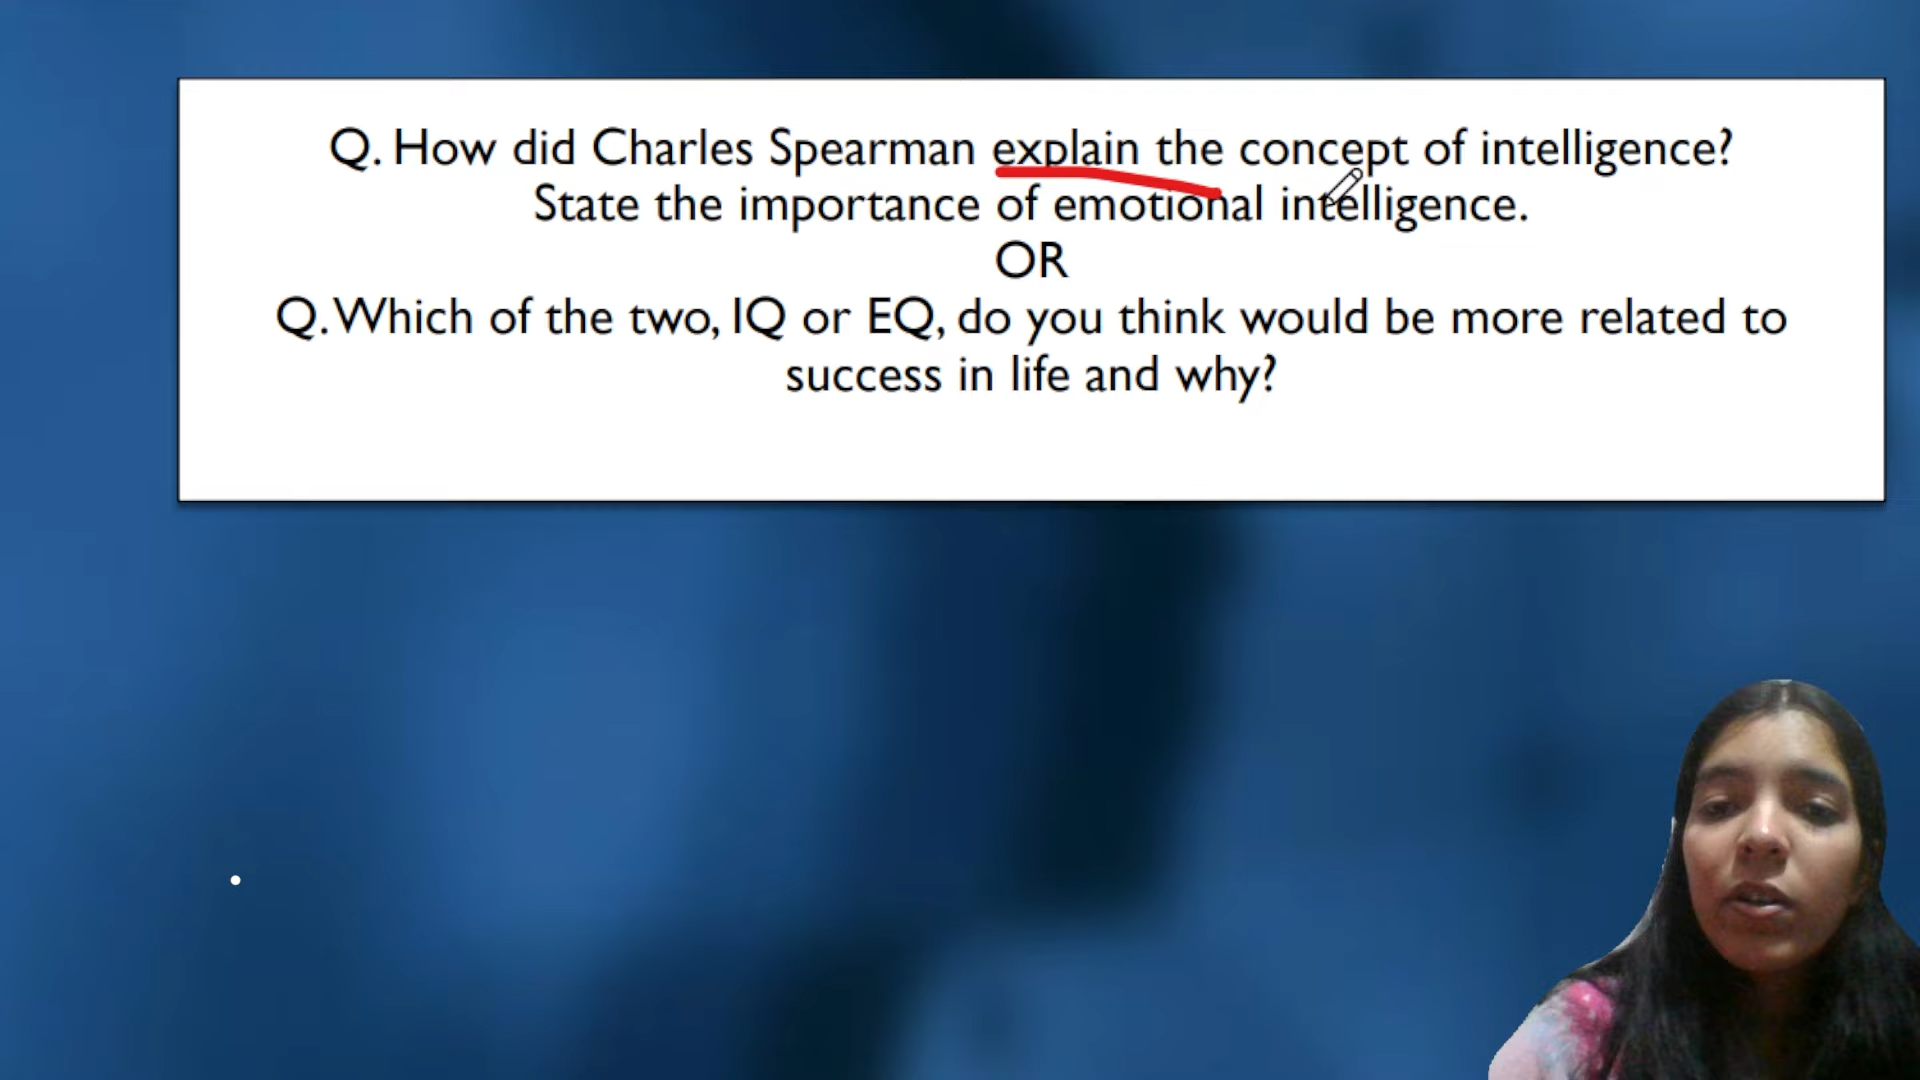 Q. How did Charles Spearman explain the concept of intelligence?
State the importance of emotional intelligence.
OR
Q. Which of the two, IQ or EQ, do you think would be more related to
success in life and why?